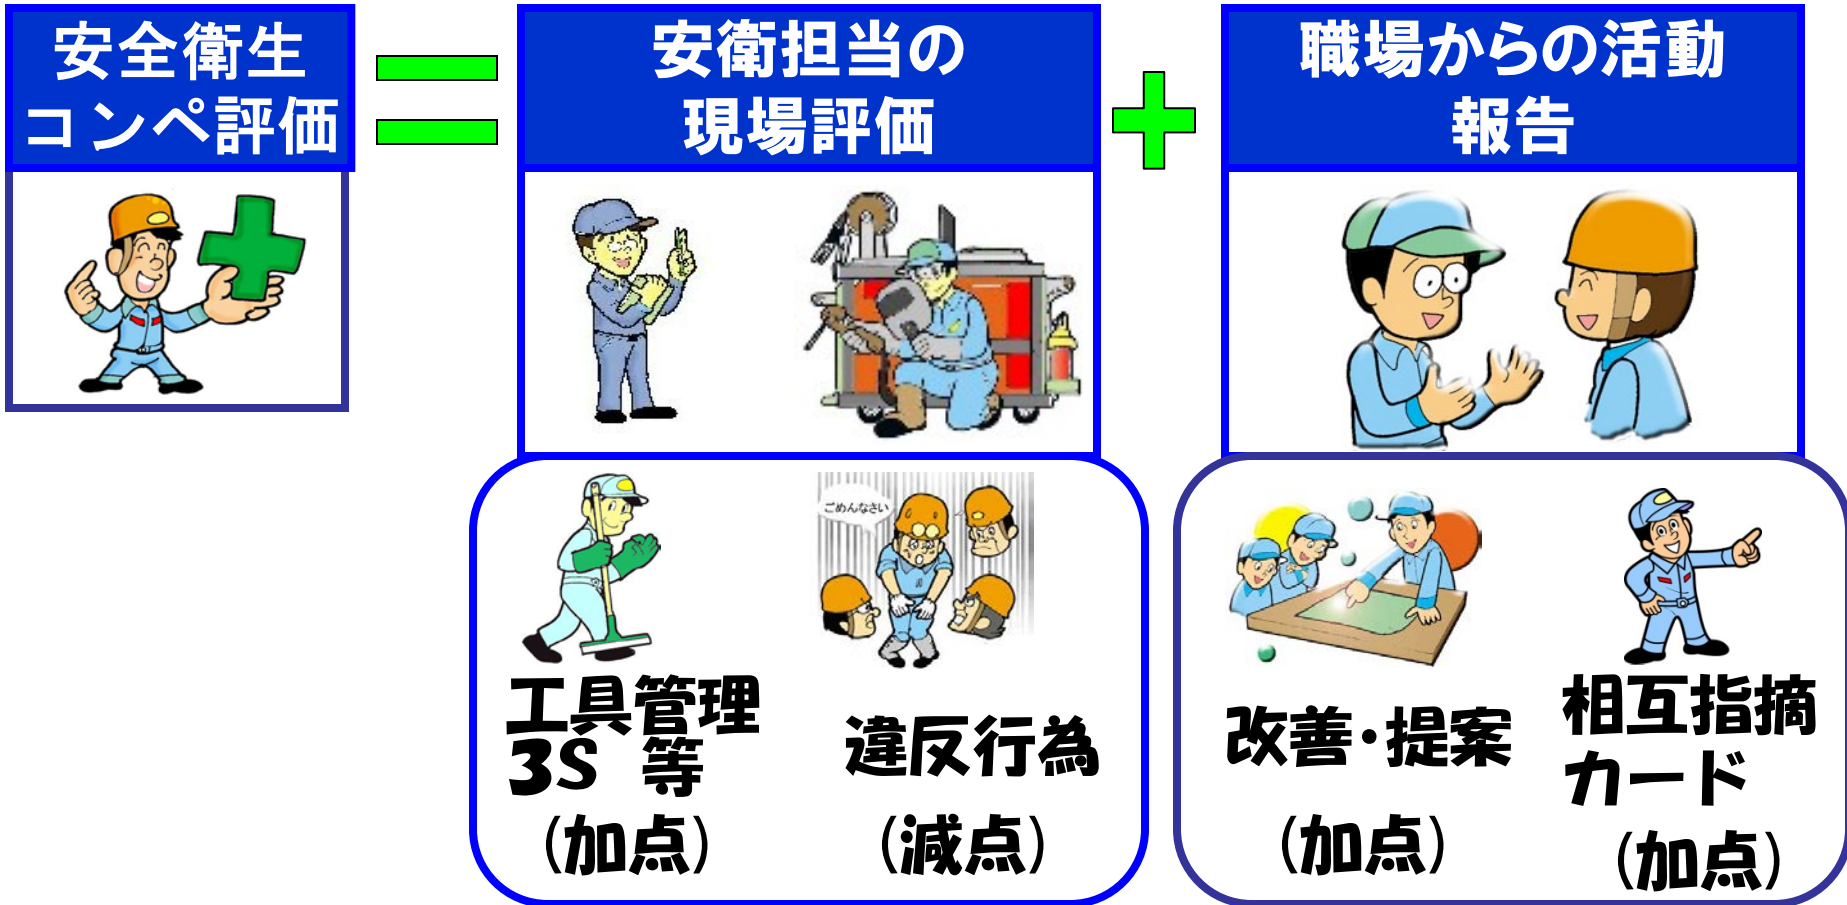 安全衛生
コンペ評価
安衛担当の
現場評価
職場からの活動
報告
ごめんなさい
工具管理
3S 等
(加点)
違反行為
(減点)
改善・提案
(加点)
相互指摘
カード
(加点)